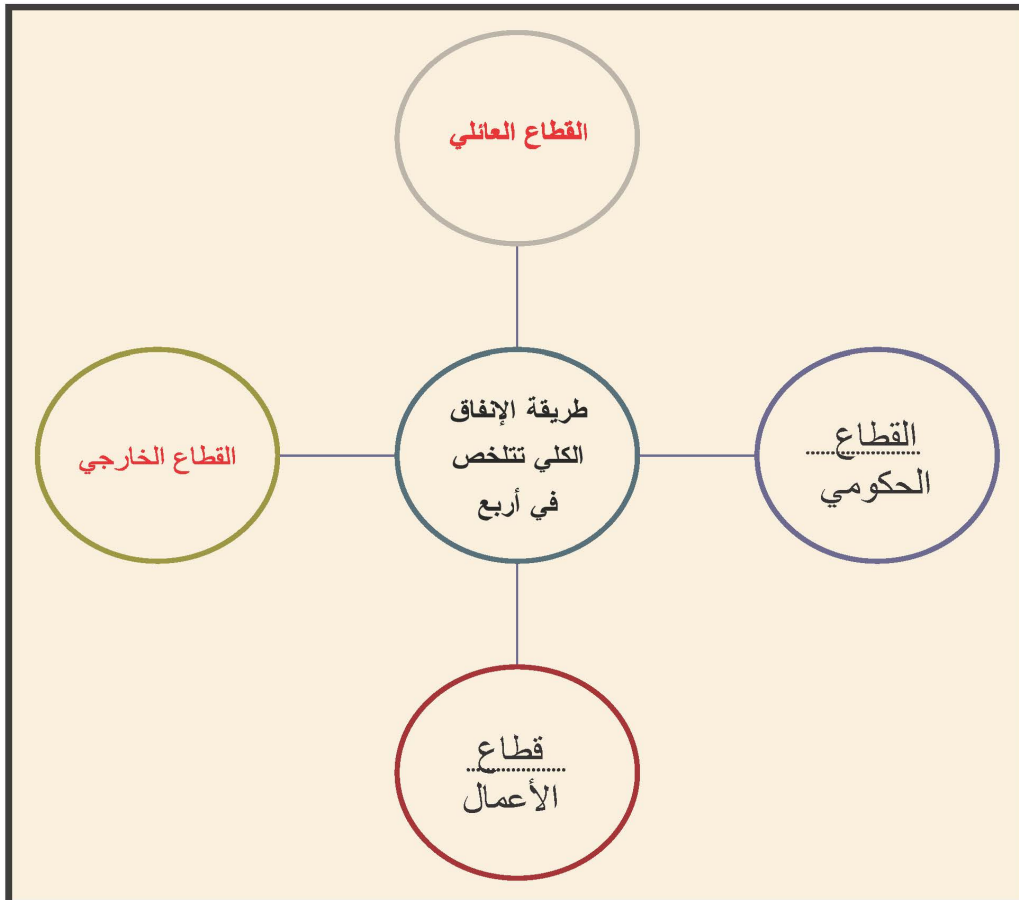 القطاع العائلي
طريقة الإنفاق
الكلي تتلخص
في أربع
القطاع
الحكومي
القطاع الخارجي
قطاع
الأعمال